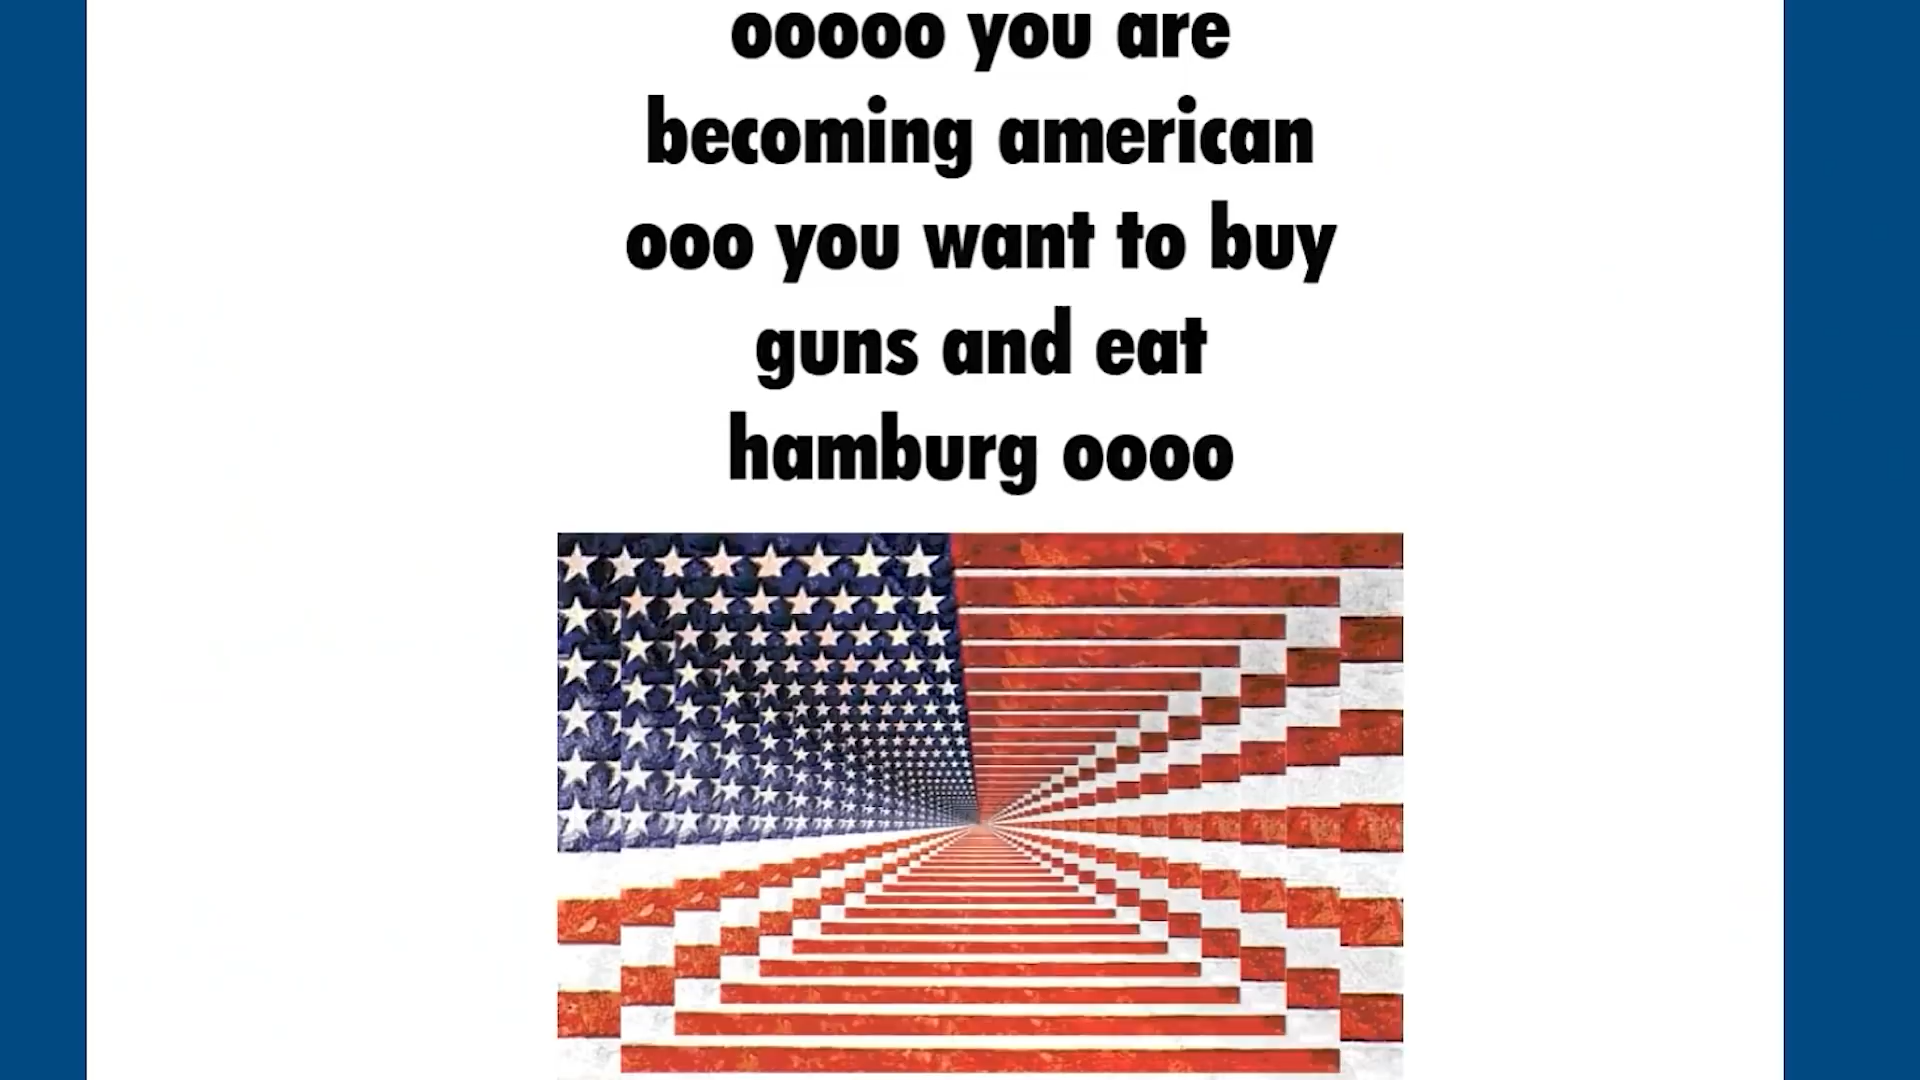 ooooo you are
becoming american
ooo you want to buy
guns and eat
hamburg oooo